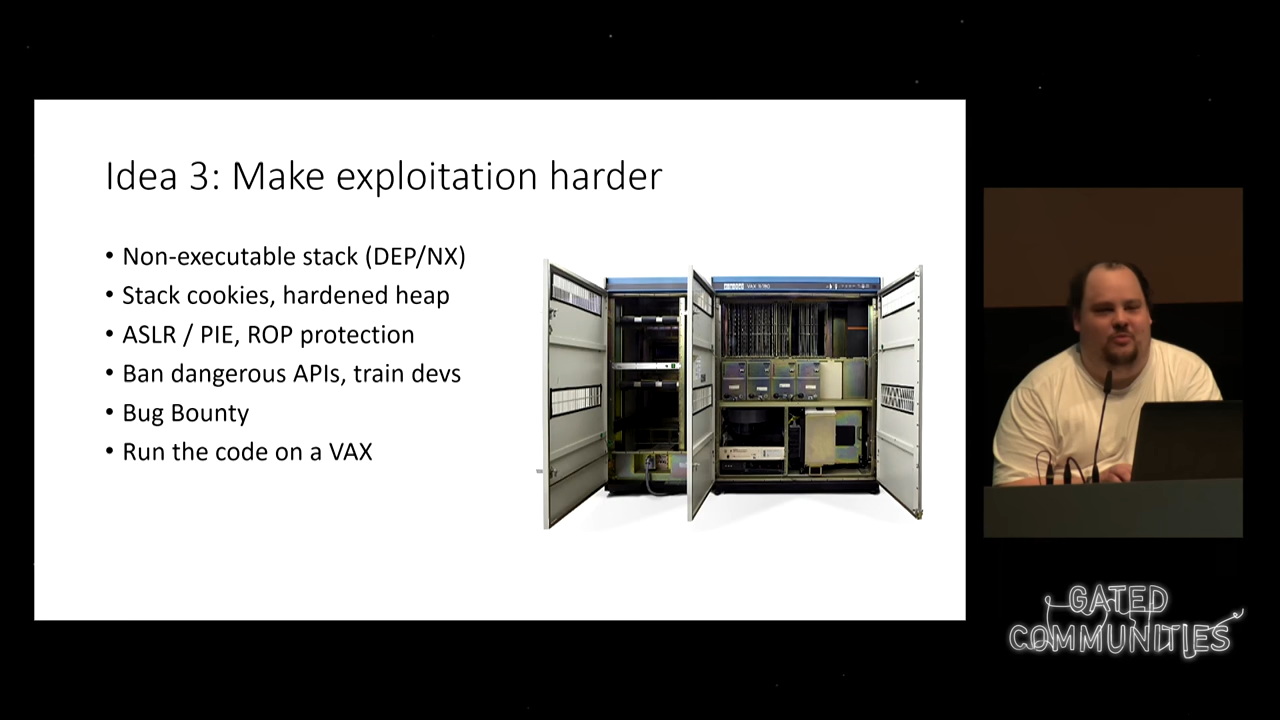 Idea 3: Make exploitation harder
• Non-executable stack (DEP/NX)
• Stack cookies, hardened heap
• ASLR / PIE, ROP protection
• Ban dangerous APIs, train devs
• Bug Bounty
• Run the code on a VAX
GATED
COMMUNITIES